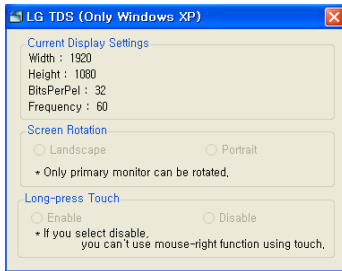 LG TDS (Only Windows XP)
Current Display Settings
Width : 1920
Height : 1080
BitsPerPel : 32
Frequency : 60
Screen Rotation
Landscape Portrait
* Only primary monitor can be rotated,
Long-press Touch
Enable Disable
* If you select disable,
you can't use mouse-right function using touch,